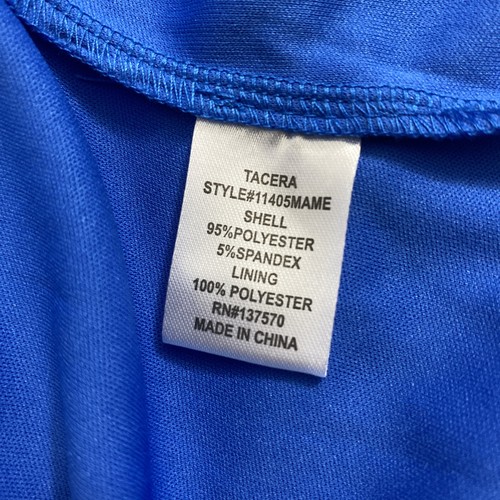 TACERA
STYLE#11405MAME
SHELL
95%POLYESTER
5%SPANDEX
LINING
100% POLYESTER
RN#137570
MADE IN CHINA